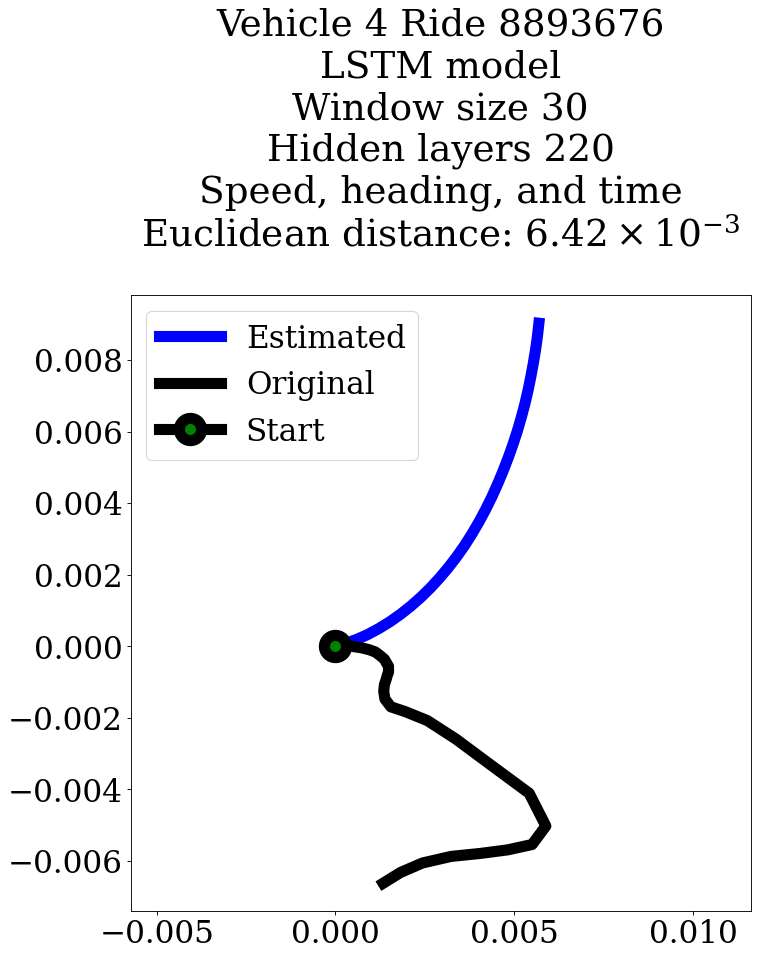 Vehicle 4 Ride 8893676
LSTM model
Window size 30
Hidden layers 220
Speed, heading, and time
Euclidean distance: 6.42 × 10⁻³
Estimated
Original
Start
0.008
0.006
0.004
0.002
0.000
−0.002
−0.004
−0.006
−0.005 0.000 0.005 0.010